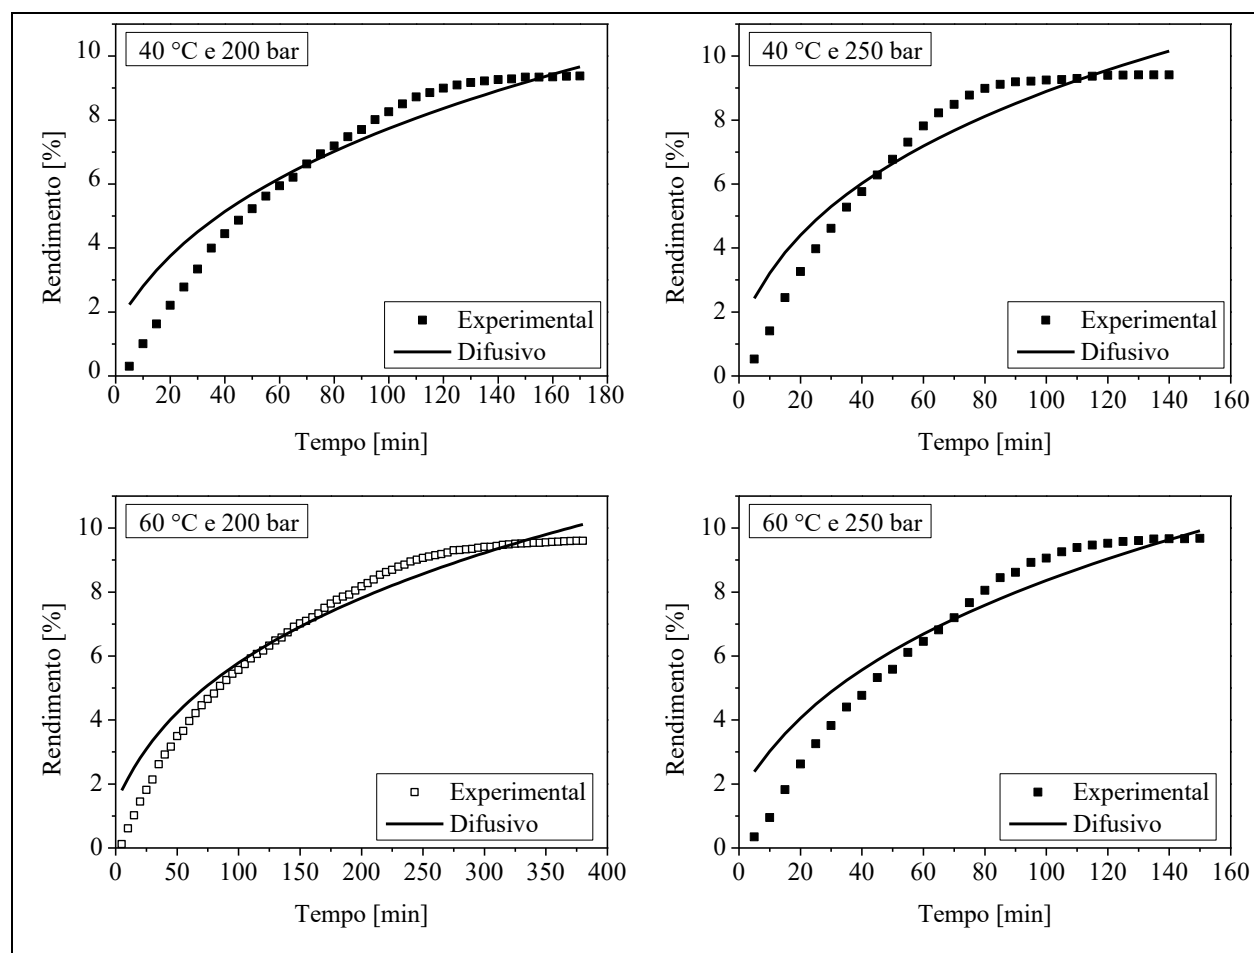 40 °C e 200 bar
Rendimento [%]
10
8
6
4
2
0
Experimental
Difusivo
0 20 40 60 80 100 120 140 160 180
Tempo [min]
40 °C e 250 bar
Rendimento [%]
10
8
6
4
2
0
Experimental
Difusivo
0 20 40 60 80 100 120 140 160
Tempo [min]
60 °C e 200 bar
Rendimento [%]
10
8
6
4
2
0
Experimental
Difusivo
0 50 100 150 200 250 300 350 400
Tempo [min]
60 °C e 250 bar
Rendimento [%]
10
8
6
4
2
0
Experimental
Difusivo
0 20 40 60 80 100 120 140 160
Tempo [min]